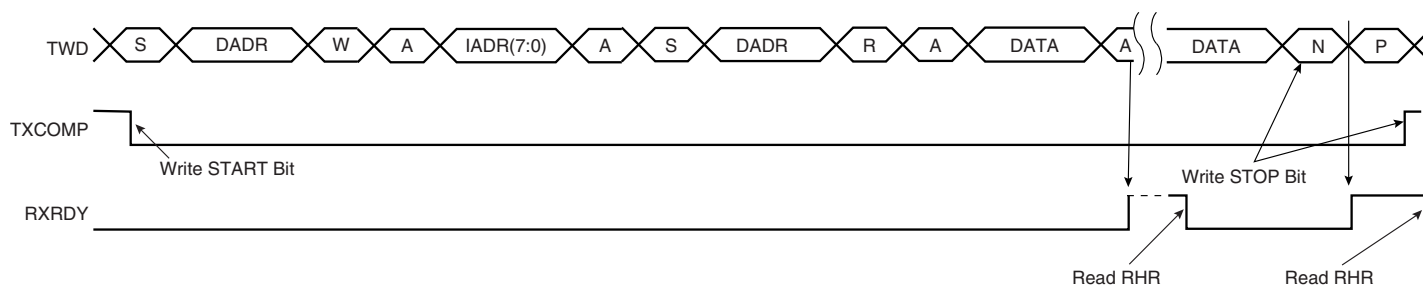 TWD S DADR W A IADR(7:0) A S DADR R A DATA A DATA N P
TXCOMP
Write START Bit
Write STOP Bit
RXRDY
Read RHR Read RHR